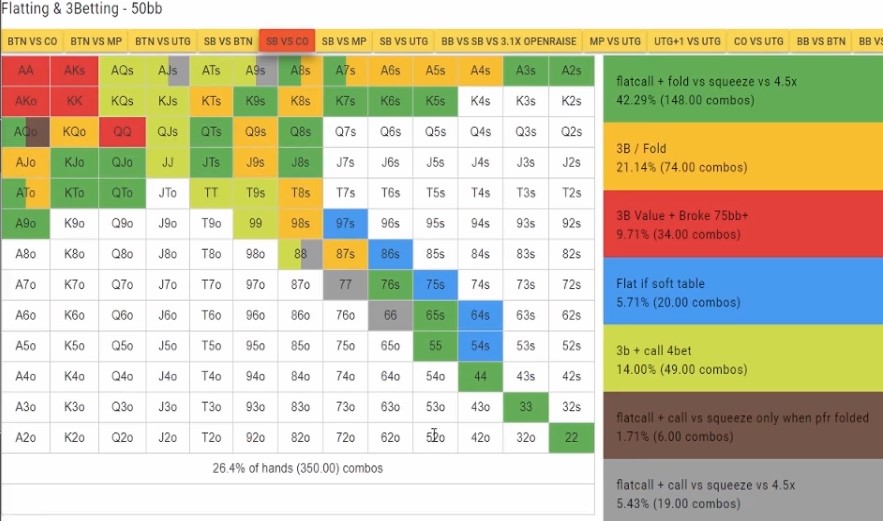 Flatting & 3Betting - 50bb
BTN VS CO BTN VS MP BTN VS UTG SB VS BTN SB VS CO SB VS MP SB VS UTG BB VS SB VS 3.1X OPENRAISE MP VS UTG UTG+1 VS UTG CO VS UTG BB VS BTN BB VS
AA AKs AQs AJs ATs A9s A8s A7s A6s A5s A4s A3s A2s
AKo KK KQs KJs KTs K9s K8s K7s K6s K5s K4s K3s K2s
AQo KQo QQ QJs QTs Q9s Q8s Q7s Q6s Q5s Q4s Q3s Q2s
AJo KJo QJo JJ JTs J9s J8s J7s J6s J5s J4s J3s J2s
ATo KTo QTo JTo TT T9s T8s T7s T6s T5s T4s T3s T2s
A9o K9o Q9o J9o T9o 99 98s 97s 96s 95s 94s 93s 92s
A8o K8o Q8o J8o T8o 98o 88 87s 86s 85s 84s 83s 82s
A7o K7o Q7o J7o T7o 97o 87o 77 76s 75s 74s 73s 72s
A6o K6o Q6o J6o T6o 96o 86o 76o 66 65s 64s 63s 62s
A5o K5o Q5o J5o T5o 95o 85o 75o 65o 55 54s 53s 52s
A4o K4o Q4o J4o T4o 94o 84o 74o 64o 54o 44 43s 42s
A3o K3o Q3o J3o T3o 93o 83o 73o 63o 53o 43o 33 32s
A2o K2o Q2o J2o T2o 92o 82o 72o 62o 52o 42o 32o 22
26.4% of hands (350.00) combos
flatcall + fold vs squeeze vs 4.5x
42.29% (148.00 combos)
3B / Fold
21.14% (74.00 combos)
3B Value + Broke 75bb+
9.71% (34.00 combos)
Flat if soft table
5.71% (20.00 combos)
3b + call 4bet
14.00% (49.00 combos)
flatcall + call vs squeeze only when pfr folded
1.71% (6.00 combos)
flatcall + call vs squeeze vs 4.5x
5.43% (19.00 combos)